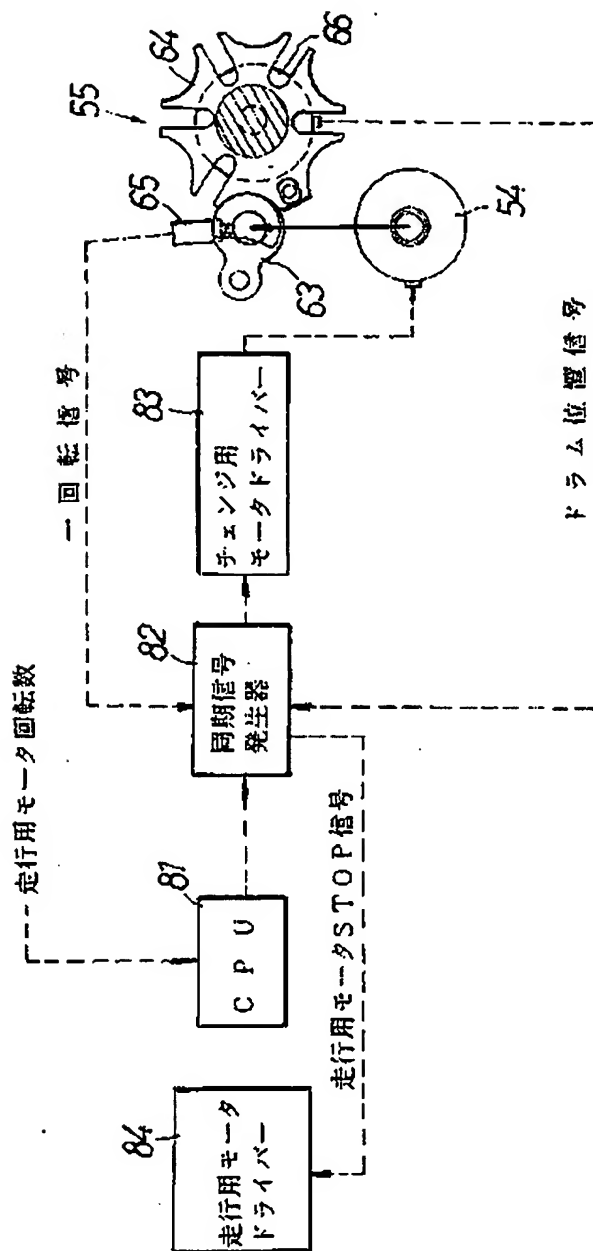 走行用モータ回転数
一回転信号
55
64
65
66
63
54
83
チェンジ用
モータドライバー
82
同期信号
発生器
81
CPU
84
走行用モータ
ドライバー
走行用モータSTOP信号
ドラム位置信号